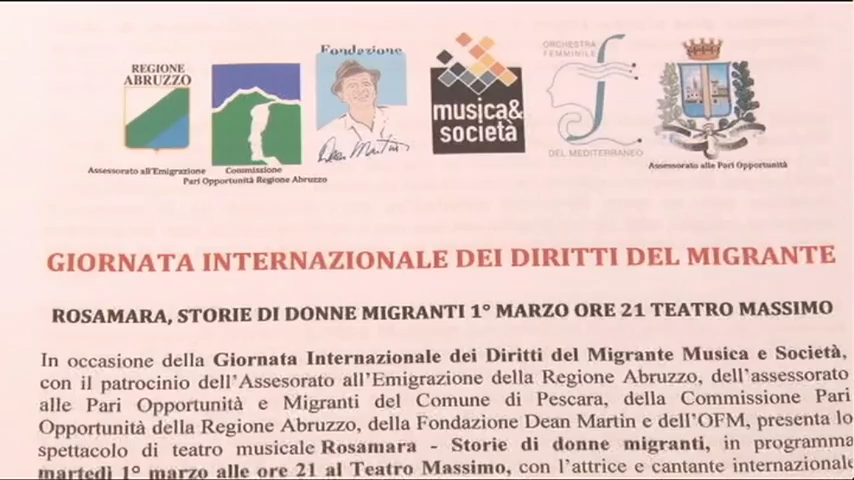 REGIONE
ABRUZZO
Assessorato all'Emigrazione
Commissione
Pari Opportunità Regione Abruzzo
Fondazione
Dean Martin
musica&
società
ORCHESTRA
FEMMINILE
DEL MEDITERRANEO
Assessorato alle Pari Opportunità
GIORNATA INTERNAZIONALE DEI DIRITTI DEL MIGRANTE
ROSAMARA, STORIE DI DONNE MIGRANTI 1° MARZO ORE 21 TEATRO MASSIMO
In occasione della Giornata Internazionale dei Diritti del Migrante Musica e Società,
con il patrocinio dell'Assesorato all'Emigrazione della Regione Abruzzo, dell'assessorato
alle Pari Opportunità e Migranti del Comune di Pescara, della Commissione Pari
Opportunità della Regione Abruzzo, della Fondazione Dean Martin e dell'OFM, presenta lo
spettacolo di teatro musicale Rosamara - Storie di donne migranti, in programma
martedì 1° marzo alle ore 21 al Teatro Massimo, con l'attrice e cantante internazionale